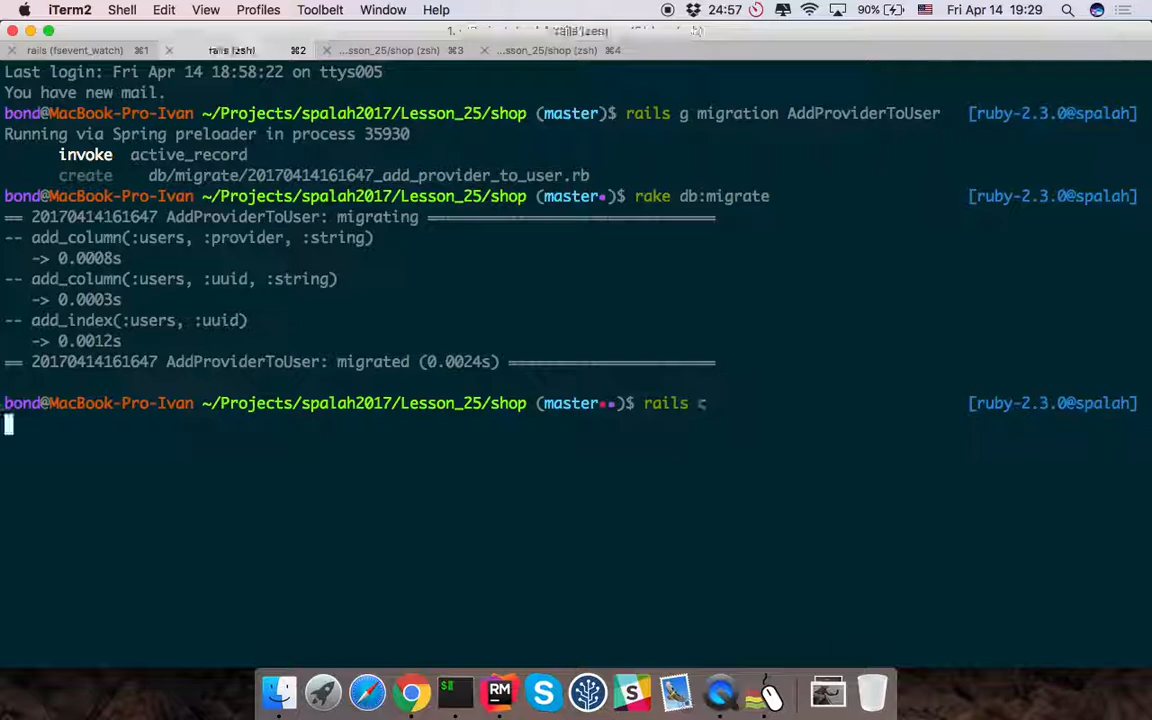 iTerm2 Shell Edit View Profiles Toolbelt Window Help 24:57 90% Fri Apr 14 19:29
rails (fsevent_watch) ⌘1 rails (zsh) ⌘2 ...sson_25/shop (zsh) ⌘3 ...sson_25/shop (zsh) ⌘4
Last login: Fri Apr 14 18:58:22 on ttys005
You have new mail.
bond@MacBook-Pro-Ivan ~/Projects/spalah2017/Lesson_25/shop (master)$ rails g migration AddProviderToUser [ruby-2.3.0@spalah]
Running via Spring preloader in process 35930
invoke active_record
create db/migrate/20170414161647_add_provider_to_user.rb
bond@MacBook-Pro-Ivan ~/Projects/spalah2017/Lesson_25/shop (master•)$ rake db:migrate [ruby-2.3.0@spalah]
== 20170414161647 AddProviderToUser: migrating ================================
-- add_column(:users, :provider, :string)
-> 0.0008s
-- add_column(:users, :uuid, :string)
-> 0.0003s
-- add_index(:users, :uuid)
-> 0.0012s
== 20170414161647 AddProviderToUser: migrated (0.0024s) =======================
bond@MacBook-Pro-Ivan ~/Projects/spalah2017/Lesson_25/shop (master••)$ rails c [ruby-2.3.0@spalah]
RM